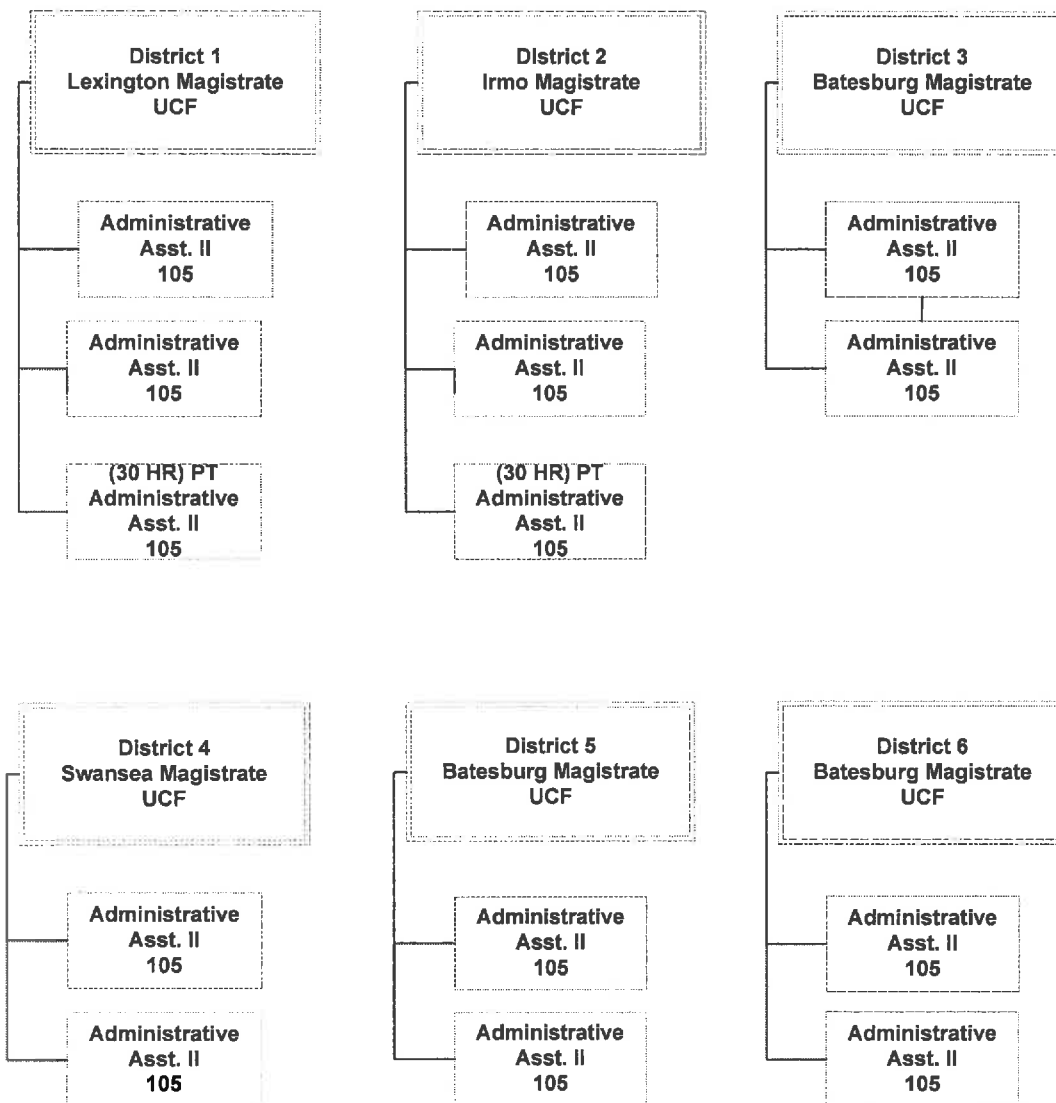 District 1
Lexington Magistrate
UCF
Administrative
Asst. II
105
Administrative
Asst. II
105
(30 HR) PT
Administrative
Asst. II
105
District 2
Irmo Magistrate
UCF
Administrative
Asst. II
105
Administrative
Asst. II
105
(30 HR) PT
Administrative
Asst. II
105
District 3
Batesburg Magistrate
UCF
Administrative
Asst. II
105
Administrative
Asst. II
105
District 4
Swansea Magistrate
UCF
Administrative
Asst. II
105
Administrative
Asst. II
105
District 5
Batesburg Magistrate
UCF
Administrative
Asst. II
105
Administrative
Asst. II
105
District 6
Batesburg Magistrate
UCF
Administrative
Asst. II
105
Administrative
Asst. II
105